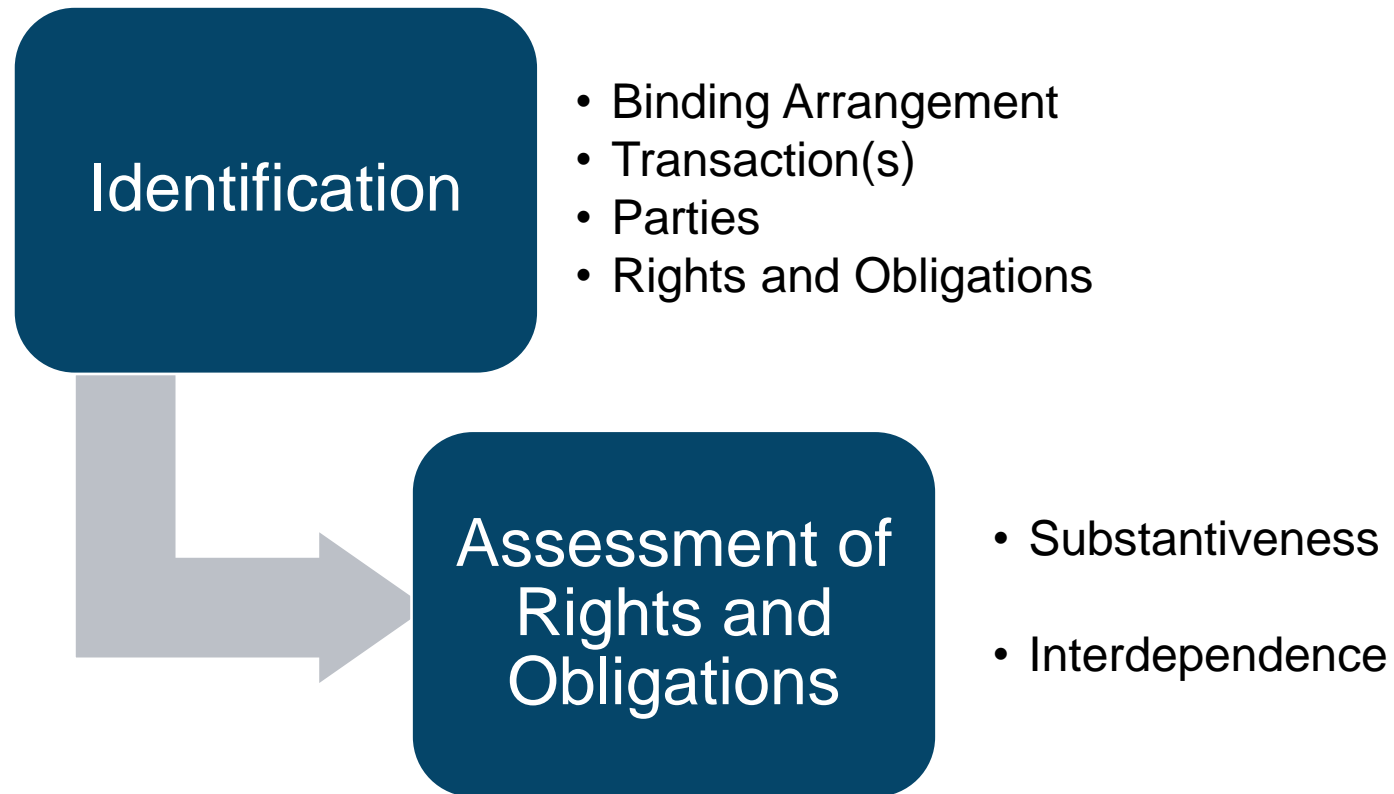 Identification
• Binding Arrangement
• Transaction(s)
• Parties
• Rights and Obligations
Assessment of
Rights and
Obligations
• Substantiveness
• Interdependence